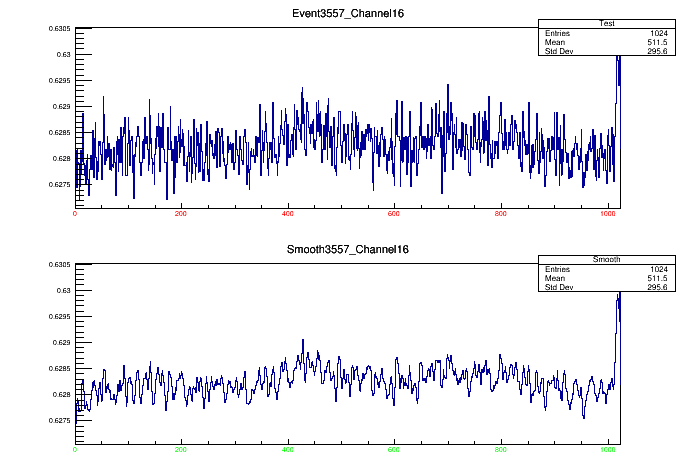 Event3557_Channel16
Test
Entries 1024
Mean 511.5
Std Dev 295.6
0.6305
0.63
0.6295
0.629
0.6285
0.628
0.6275
0 200 400 600 800 1000
Smooth3557_Channel16
Smooth
Entries 1024
Mean 511.5
Std Dev 295.6
0.6305
0.63
0.6295
0.629
0.6285
0.628
0.6275
0 200 400 600 800 1000